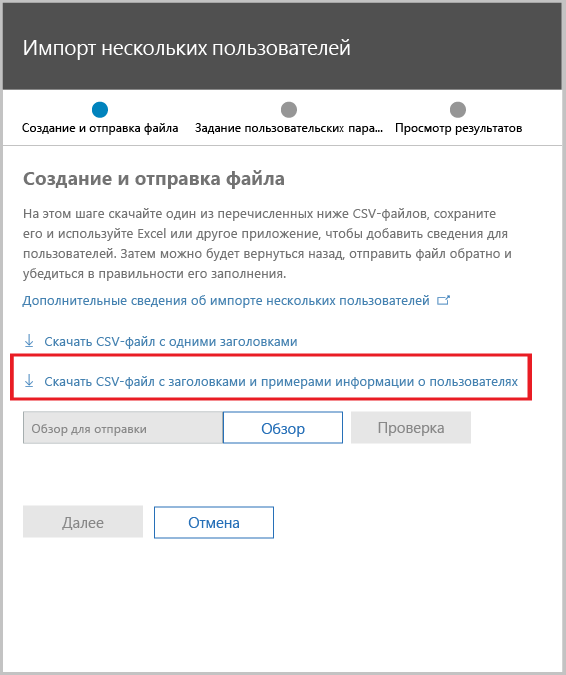 Импорт нескольких пользователей
Создание и отправка файла
Задание пользовательских пара...
Просмотр результатов
Создание и отправка файла
На этом шаге скачайте один из перечисленных ниже CSV-файлов, сохраните
его и используйте Excel или другое приложение, чтобы добавить сведения для
пользователей. Затем можно будет вернуться назад, отправить файл обратно и
убедиться в правильности его заполнения.
Дополнительные сведения об импорте нескольких пользователей
Скачать CSV-файл с одними заголовками
Скачать CSV-файл с заголовками и примерами информации о пользователях
Обзор для отправки
Обзор
Проверка
Далее
Отмена